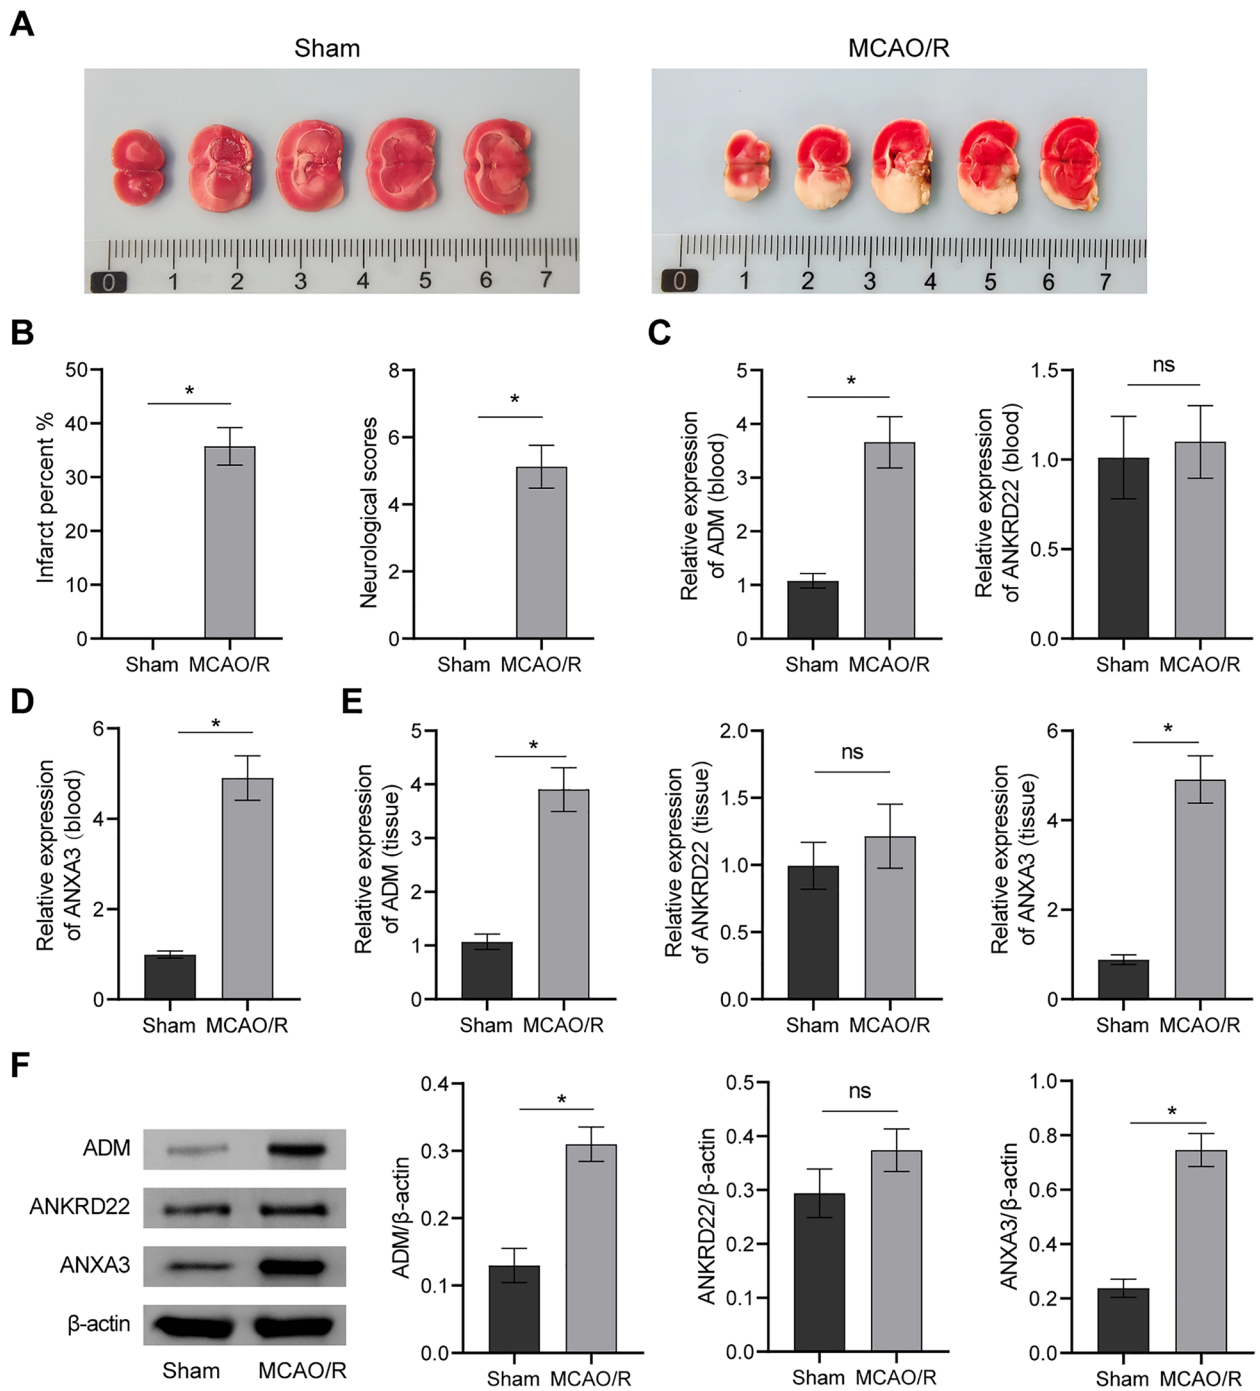 A
Sham
MCAO/R
0 1 2 3 4 5 6 7
0 1 2 3 4 5 6 7
B
50
40
30
20
10
0
Infarct percent %
*
Sham MCAO/R
8
6
4
2
0
Neurological scores
*
Sham MCAO/R
C
5
4
3
2
1
0
Relative expression
of ADM (blood)
*
Sham MCAO/R
1.5
1.0
0.5
0.0
Relative expression
of ANKRD22 (blood)
ns
Sham MCAO/R
D
6
4
2
0
Relative expression
of ANXA3 (blood)
*
Sham MCAO/R
E
5
4
3
2
1
0
Relative expression
of ADM (tissue)
*
Sham MCAO/R
2.0
1.5
1.0
0.5
0.0
Relative expression
of ANKRD22 (tissue)
ns
Sham MCAO/R
6
4
2
0
Relative expression
of ANXA3 (tissue)
*
Sham MCAO/R
F
ADM
ANKRD22
ANXA3
β-actin
Sham MCAO/R
0.4
0.3
0.2
0.1
0.0
ADM/β-actin
*
Sham MCAO/R
0.5
0.4
0.3
0.2
0.1
0.0
ANKRD22/β-actin
ns
Sham MCAO/R
1.0
0.8
0.6
0.4
0.2
0.0
ANXA3/β-actin
*
Sham MCAO/R